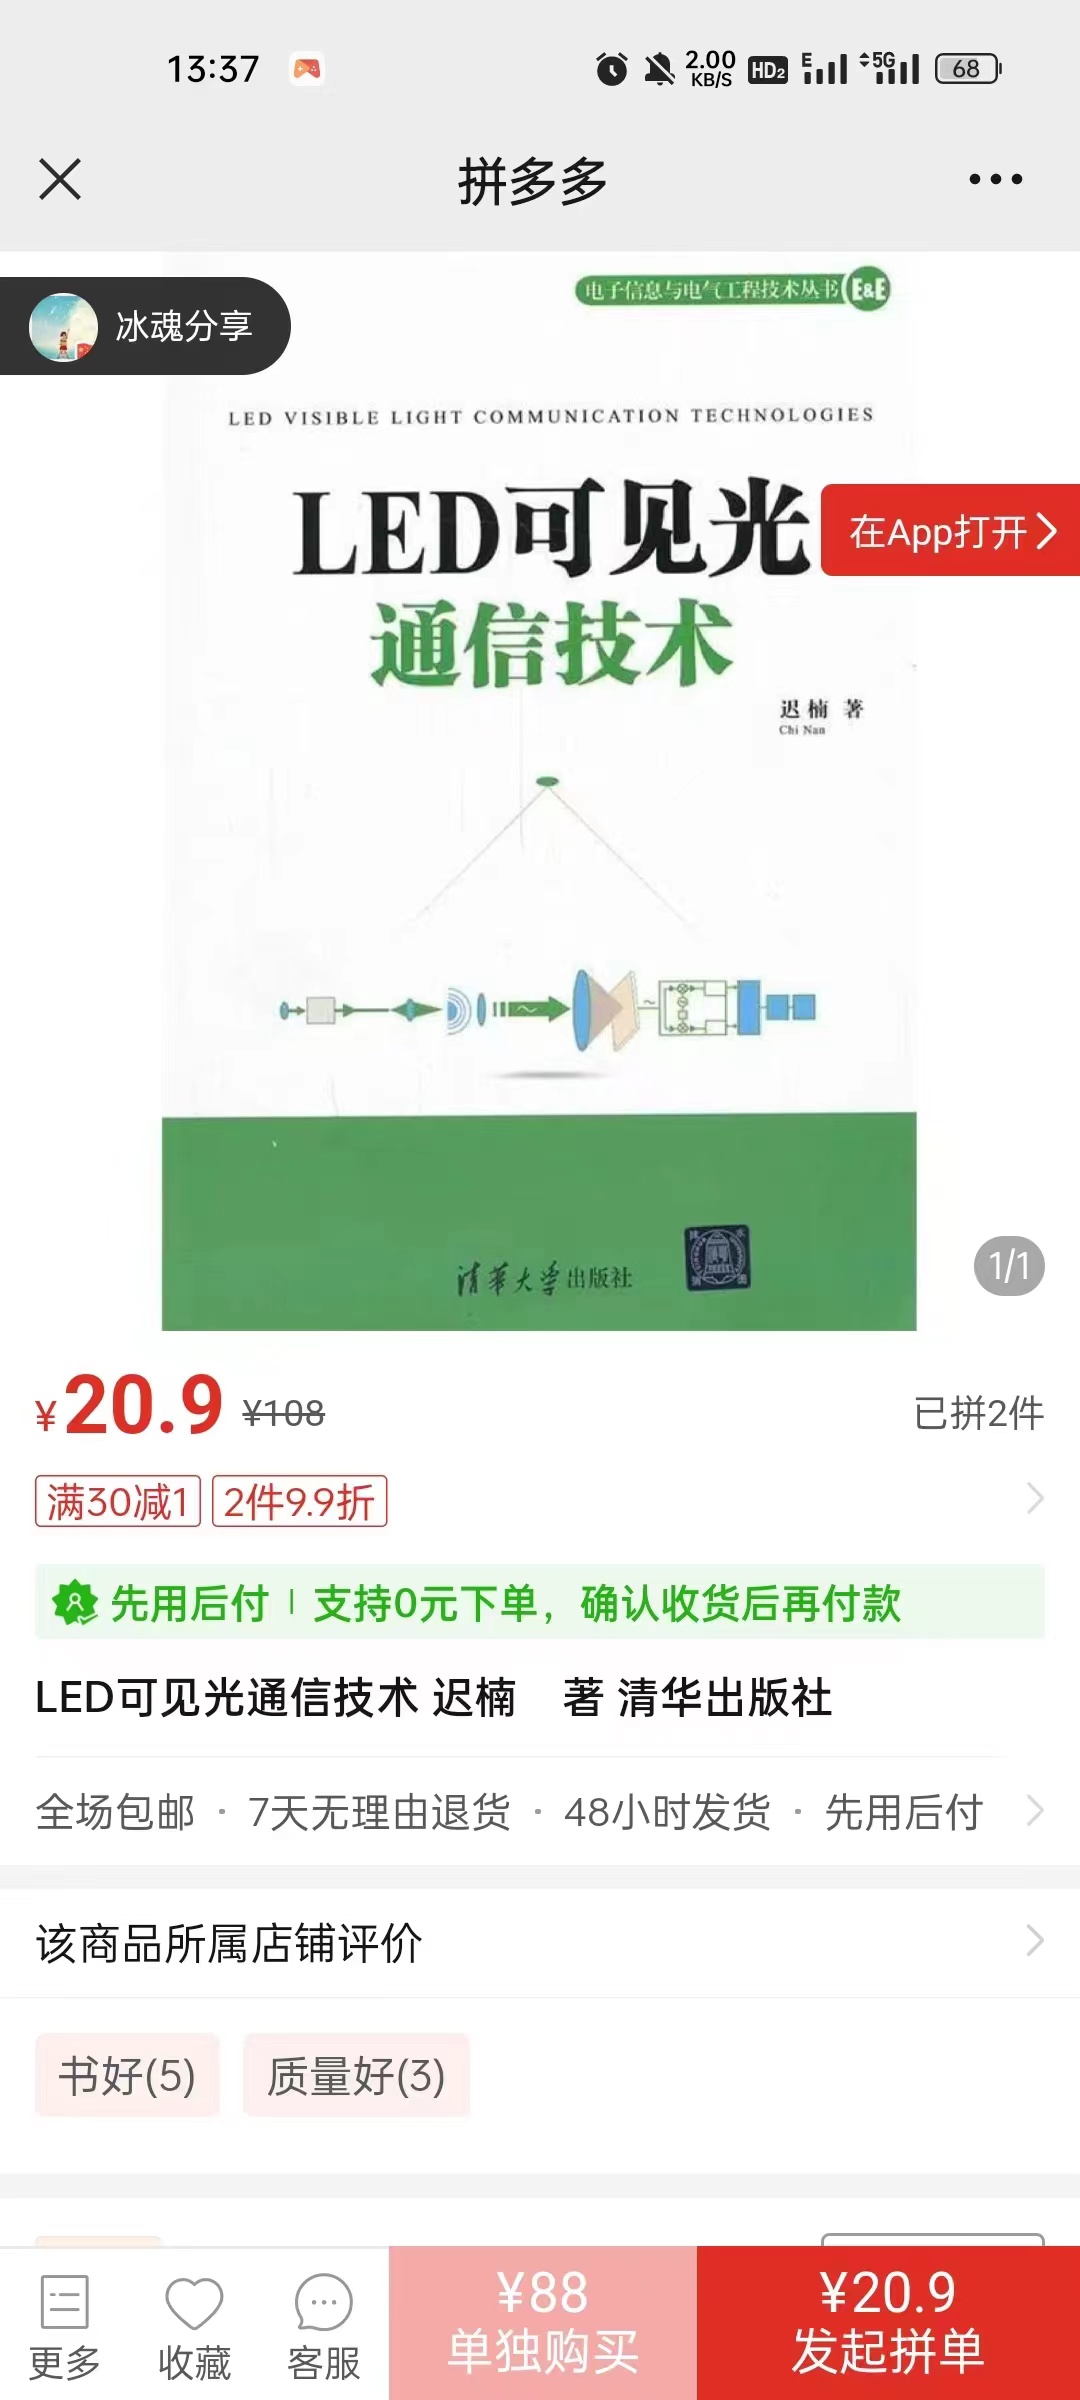 13:37
2.00
KB/S
HD2
E
5G
68
拼多多
电子信息与电气工程技术丛书 E&E
冰魂分享
LED VISIBLE LIGHT COMMUNICATION TECHNOLOGIES
LED可见光
在App打开
通信技术
迟楠 著
Chi Nan
清华大学出版社
1/1
¥20.9 ¥108
已拼2件
满30减1 2件9.9折
先用后付 | 支持0元下单，确认收货后再付款
LED可见光通信技术 迟楠　著 清华出版社
全场包邮 · 7天无理由退货 · 48小时发货 · 先用后付
该商品所属店铺评价
书好(5) 质量好(3)
更多
收藏
客服
¥88
单独购买
¥20.9
发起拼单